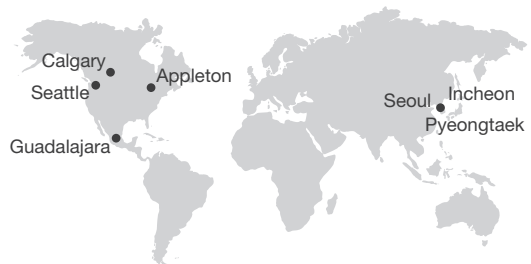 Calgary
Appleton
Seattle
Seoul
Incheon
Pyeongtaek
Guadalajara